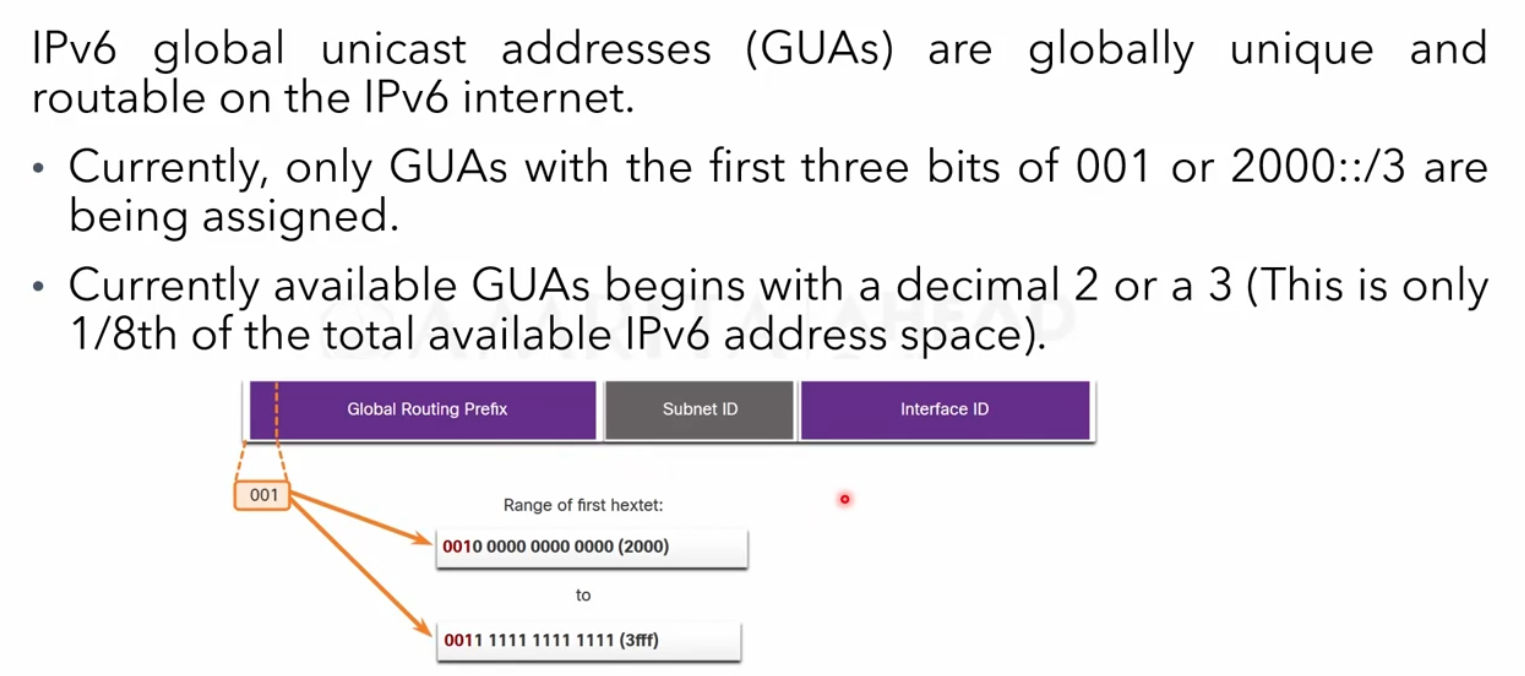 IPv6 global unicast addresses (GUAs) are globally unique and
routable on the IPv6 internet.
• Currently, only GUAs with the first three bits of 001 or 2000::/3 are
being assigned.
• Currently available GUAs begins with a decimal 2 or a 3 (This is only
1/8th of the total available IPv6 address space).
Global Routing Prefix
Subnet ID
Interface ID
001
Range of first hextet:
0010 0000 0000 0000 (2000)
to
0011 1111 1111 1111 (3fff)